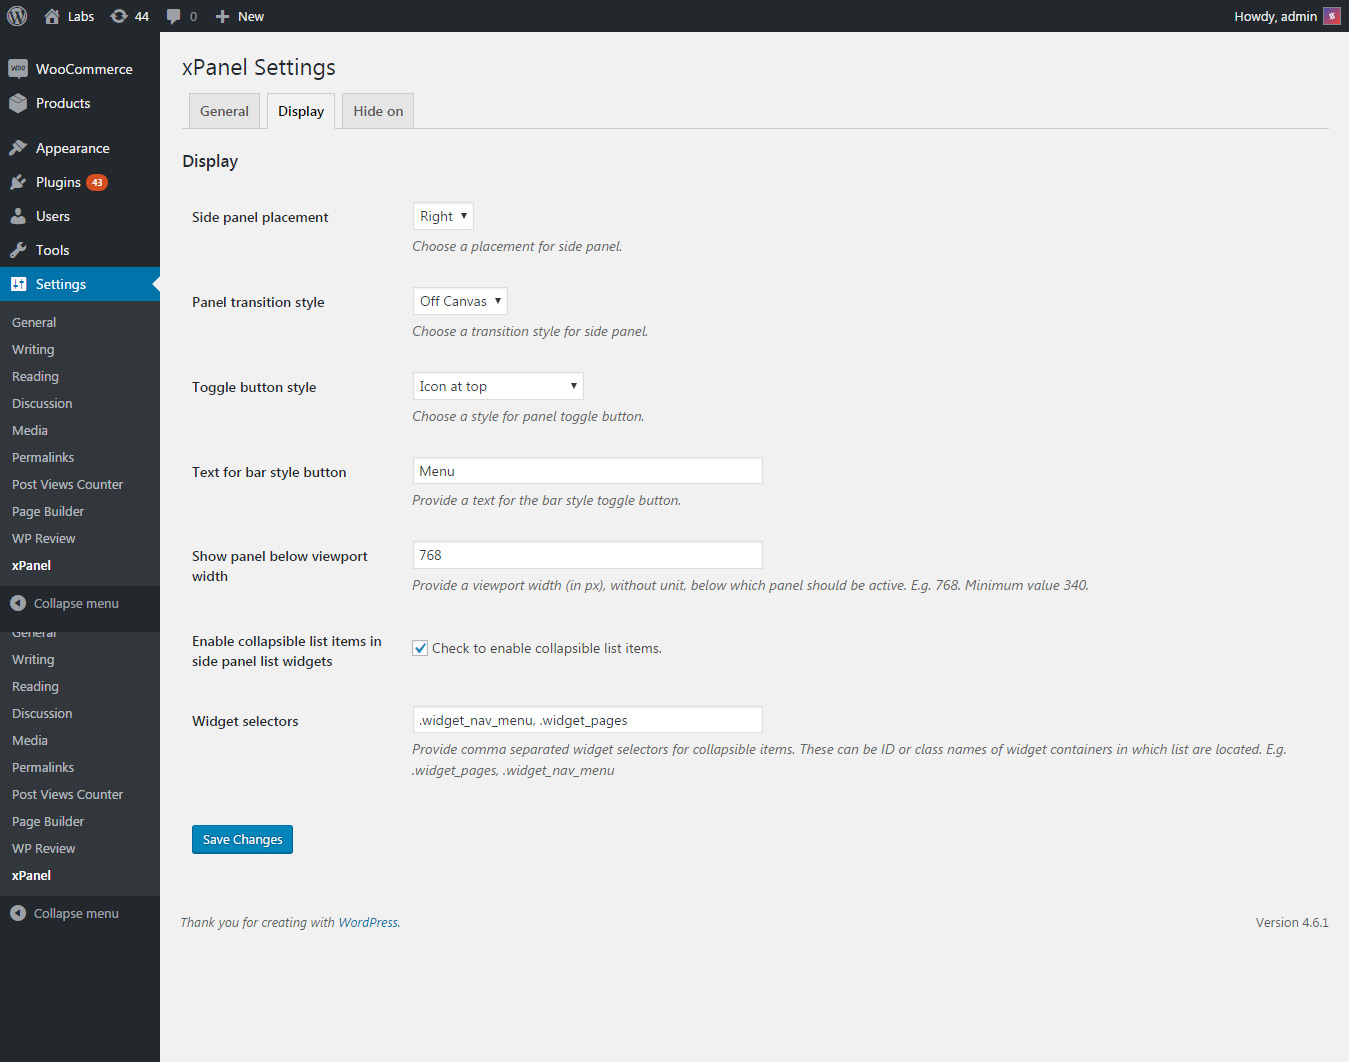 Labs 44 0 New Howdy, admin
WOO WooCommerce
Products
Appearance
Plugins 43
Users
Tools
Settings
General
Writing
Reading
Discussion
Media
Permalinks
Post Views Counter
Page Builder
WP Review
xPanel
Collapse menu
General
Writing
Reading
Discussion
Media
Permalinks
Post Views Counter
Page Builder
WP Review
xPanel
Collapse menu
xPanel Settings
General Display Hide on
Display
Side panel placement
Right
Choose a placement for side panel.
Panel transition style
Off Canvas
Choose a transition style for side panel.
Toggle button style
Icon at top
Choose a style for panel toggle button.
Text for bar style button
Menu
Provide a text for the bar style toggle button.
Show panel below viewport
width
768
Provide a viewport width (in px), without unit, below which panel should be active. E.g. 768. Minimum value 340.
Enable collapsible list items in
side panel list widgets
Check to enable collapsible list items.
Widget selectors
.widget_nav_menu, .widget_pages
Provide comma separated widget selectors for collapsible items. These can be ID or class names of widget containers in which list are located. E.g.
.widget_pages, .widget_nav_menu
Save Changes
Thank you for creating with WordPress.
Version 4.6.1